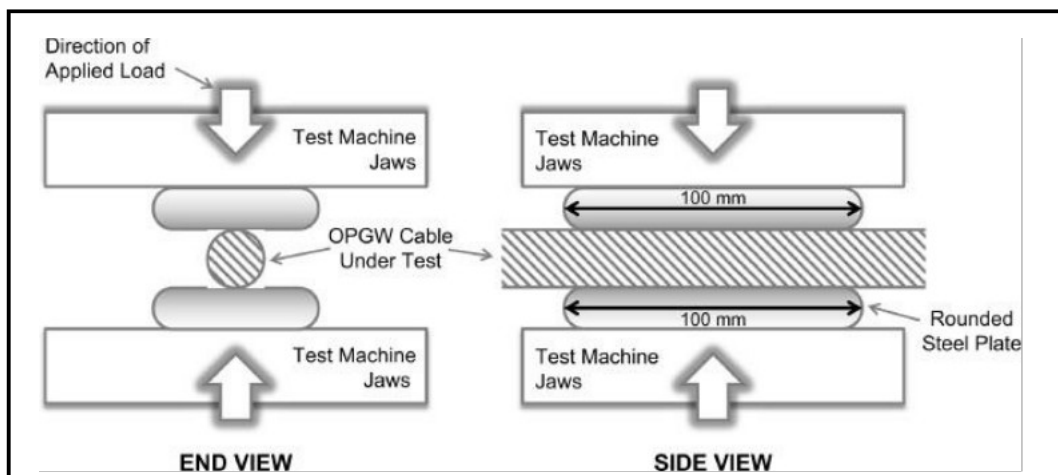 Direction of
Applied Load
Test Machine
Jaws
Test Machine
Jaws
100 mm
OPGW Cable
Under Test
100 mm
Rounded
Steel Plate
Test Machine
Jaws
Test Machine
Jaws
END VIEW
SIDE VIEW